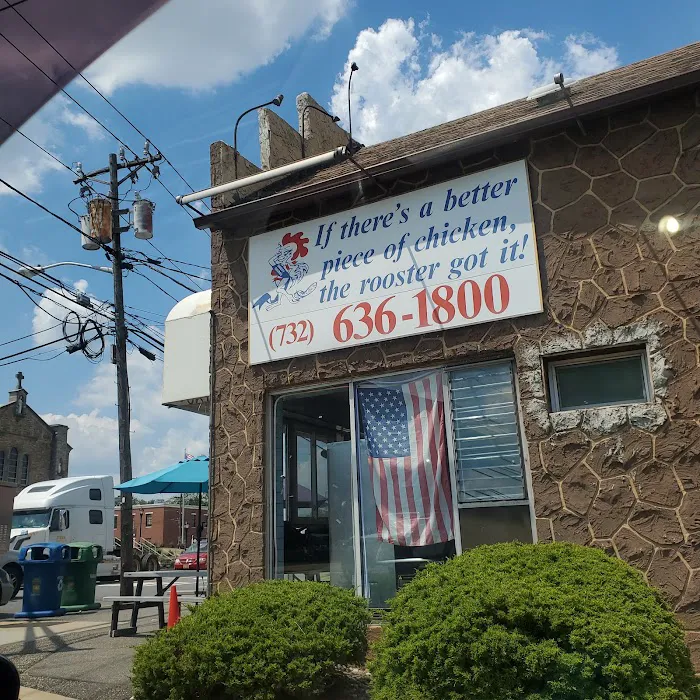 If there's a better
piece of chicken,
the rooster got it!
(732) 636-1800